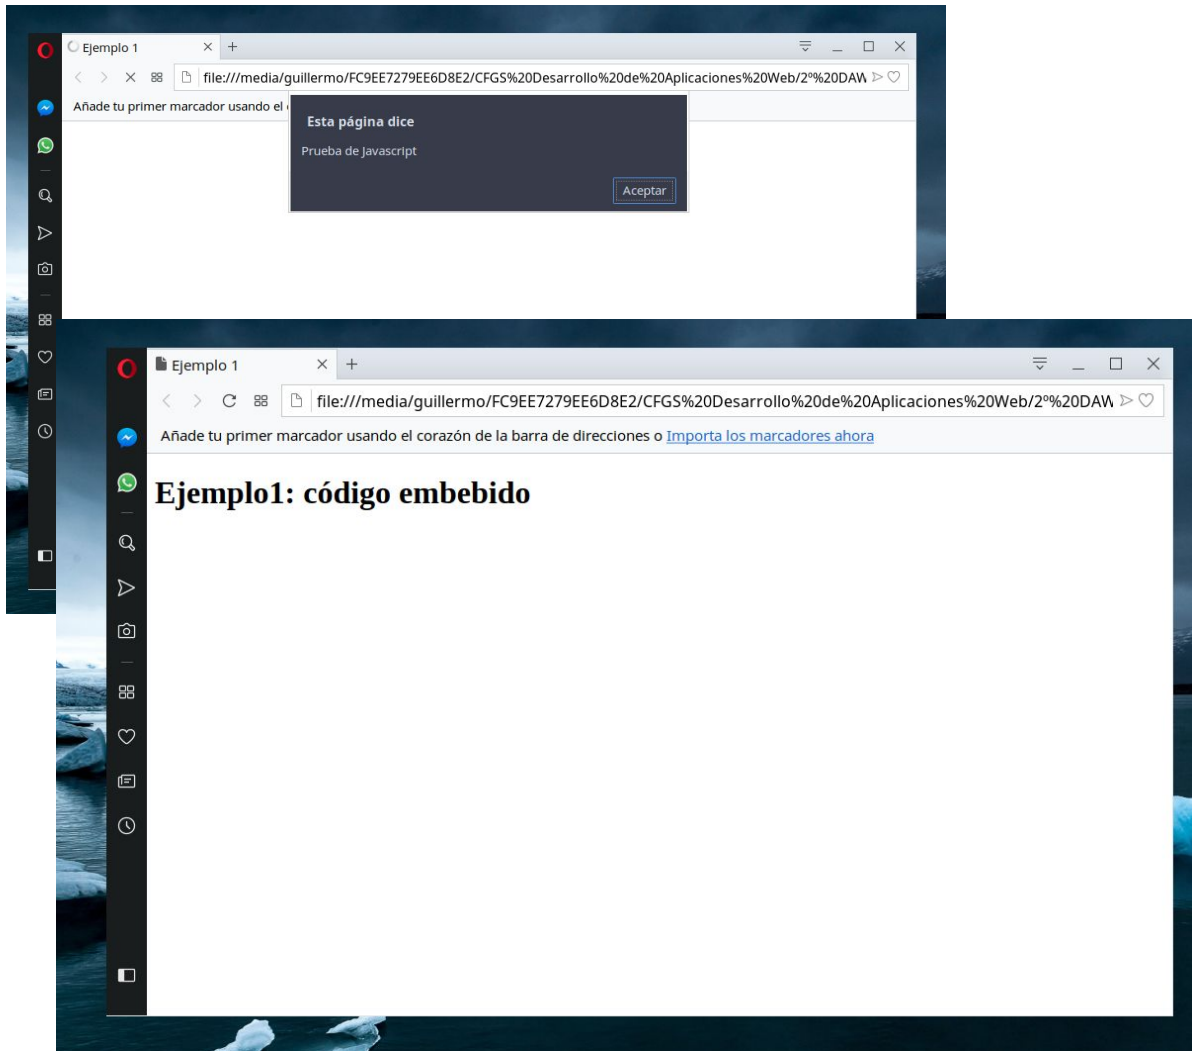 Ejemplo 1
file:///media/guillermo/FC9EE7279EE6D8E2/CFGS%20Desarrollo%20de%20Aplicaciones%20Web/2º%20DAW
Añade tu primer marcador usando el
Esta página dice
Prueba de Javascript
Aceptar
Ejemplo 1
file:///media/guillermo/FC9EE7279EE6D8E2/CFGS%20Desarrollo%20de%20Aplicaciones%20Web/2º%20DAW
Añade tu primer marcador usando el corazón de la barra de direcciones o Importa los marcadores ahora
Ejemplo1: código embebido